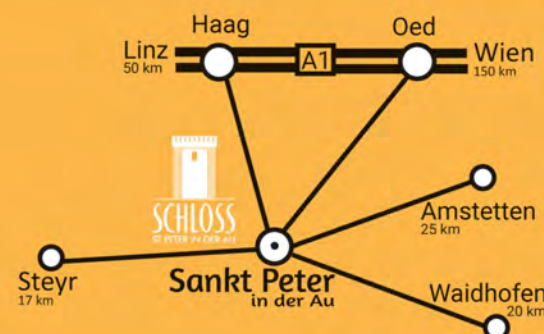 Haag
Oed
Linz
50 km
A1
Wien
150 km
SCHLOSS
ST. PETER IN DER AU
Amstetten
25 km
Sankt Peter
in der Au
Steyr
17 km
Waidhofen
20 km